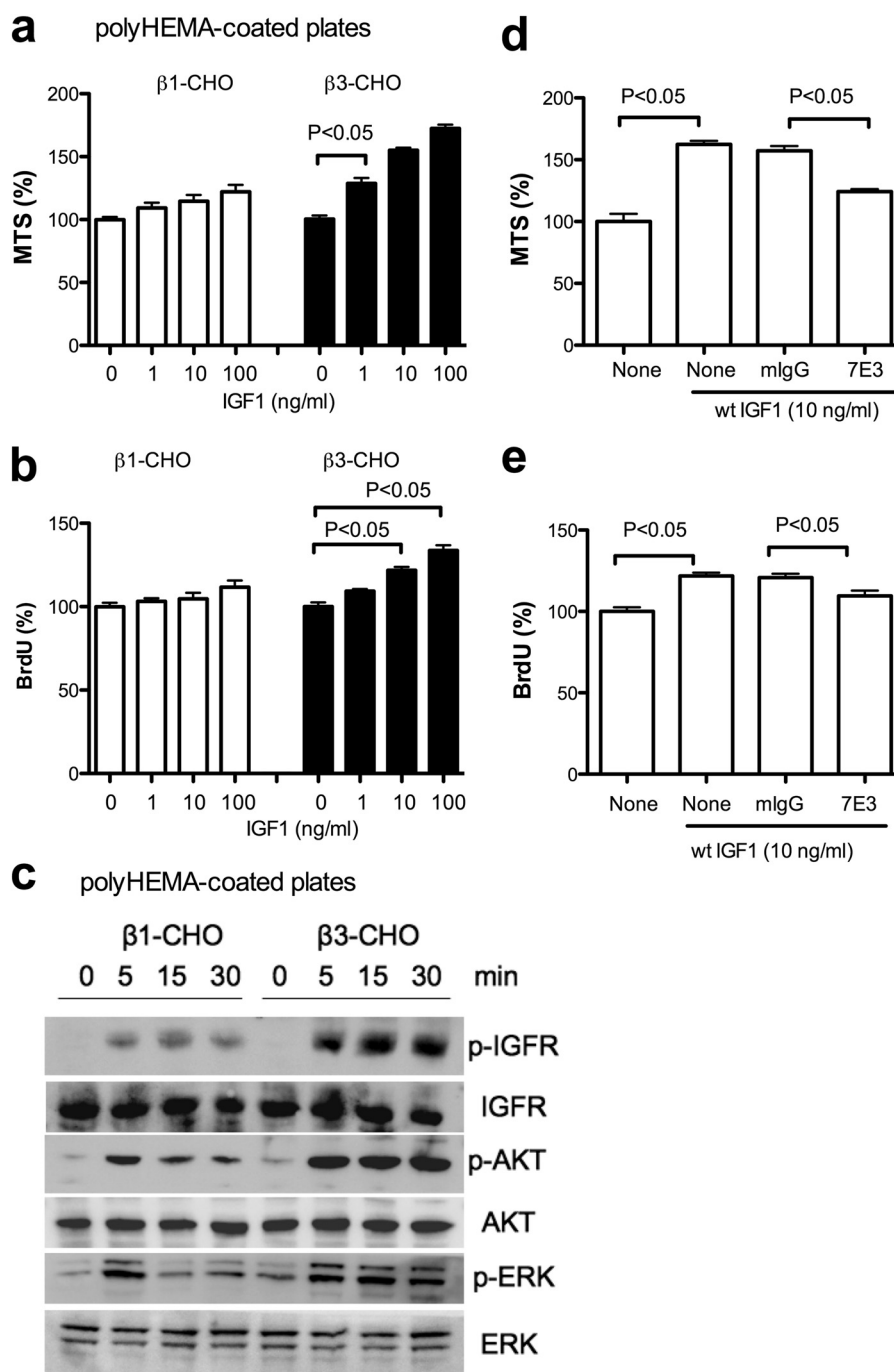 a polyHEMA-coated plates
β1-CHO β3-CHO
200
150
100
50
0
MTS (%)
P<0.05
0 1 10 100 0 1 10 100
IGF1 (ng/ml)
d
200
150
100
50
0
MTS (%)
P<0.05 P<0.05
None None mIgG 7E3
wt IGF1 (10 ng/ml)
b
β1-CHO β3-CHO
150
100
50
0
BrdU (%)
P<0.05
P<0.05
0 1 10 100 0 1 10 100
IGF1 (ng/ml)
e
150
100
50
0
BrdU (%)
P<0.05 P<0.05
None None mIgG 7E3
wt IGF1 (10 ng/ml)
c polyHEMA-coated plates
β1-CHO β3-CHO
0 5 15 30 0 5 15 30 min
p-IGFR
IGFR
p-AKT
AKT
p-ERK
ERK